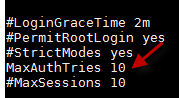 #LoginGraceTime 2m
#PermitRootLogin yes
#StrictModes yes
MaxAuthTries 10
#MaxSessions 10